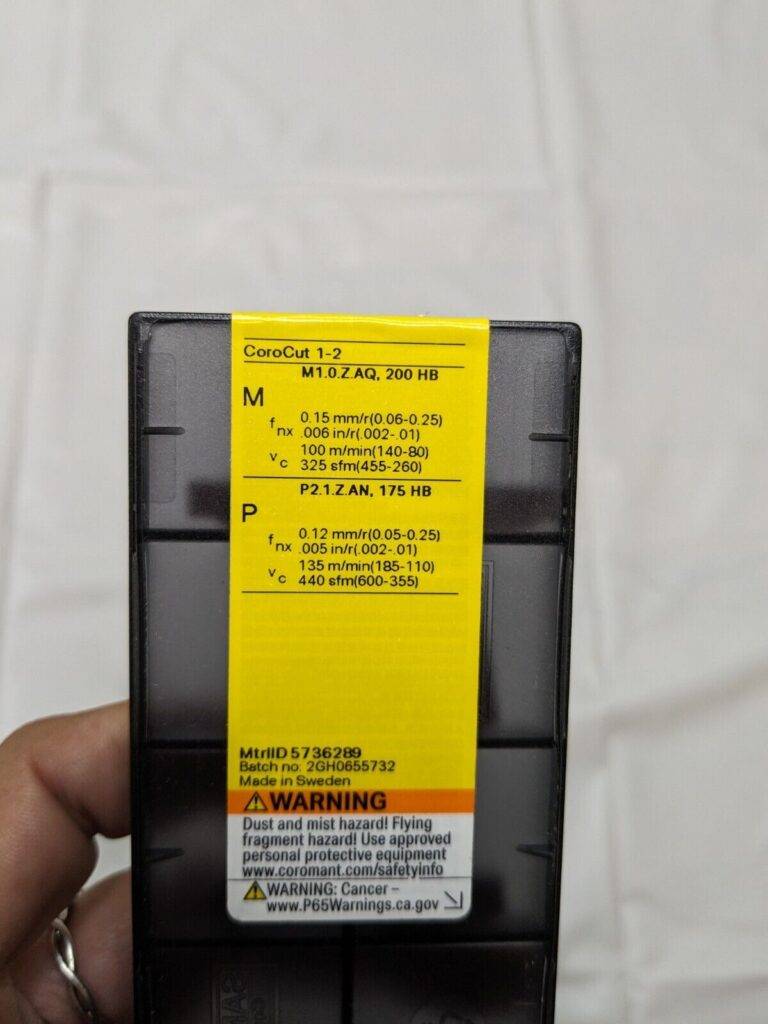 CoroCut 1-2
M1.0.Z.AQ, 200 HB
M
fnx 0.15 mm/r(0.06-0.25)
.006 in/r(.002-.01)
vc 100 m/min(140-80)
325 sfm(455-260)
P2.1.Z.AN, 175 HB
P
fnx 0.12 mm/r(0.05-0.25)
.005 in/r(.002-.01)
vc 135 m/min(185-110)
440 sfm(600-355)
MtrlID 5736289
Batch no: 2GH0655732
Made in Sweden
WARNING
Dust and mist hazard! Flying
fragment hazard! Use approved
personal protective equipment
www.coromant.com/safetyinfo
WARNING: Cancer –
www.P65Warnings.ca.gov